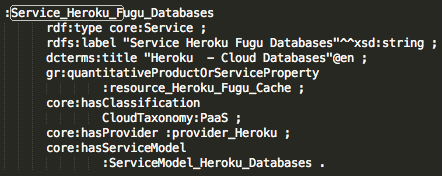 :Service_Heroku_Fugu_Databases
rdf:type core:Service ;
rdfs:label "Service Heroku Fugu Databases"^^xsd:string ;
dcterms:title "Heroku - Cloud Databases"@en ;
gr:quantitativeProductOrServiceProperty
:resource_Heroku_Fugu_Cache ;
core:hasClassification
CloudTaxonomy:PaaS ;
core:hasProvider :provider_Heroku ;
core:hasServiceModel
:ServiceModel_Heroku_Databases .